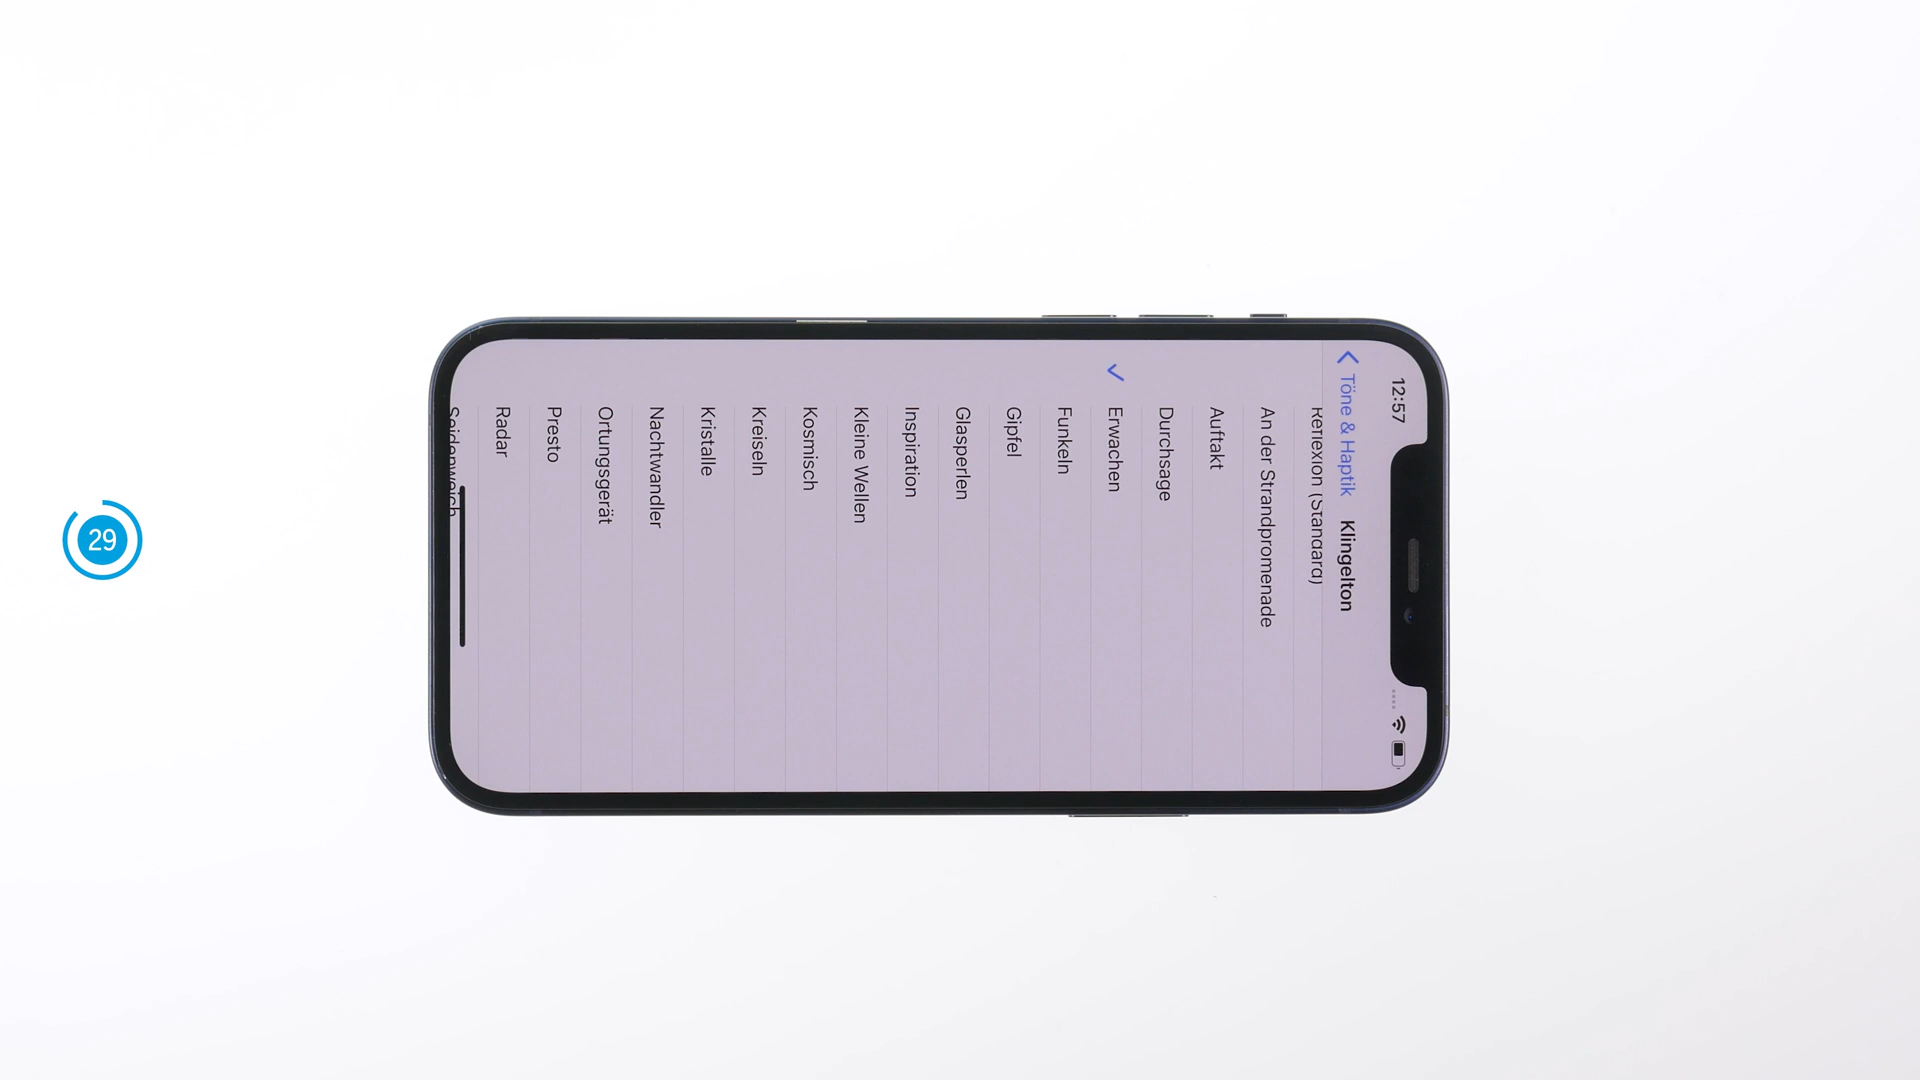 12:57
Töne & Haptik
Klingelton
Reflexion (Standard)
An der Strandpromenade
Auftakt
Durchsage
Erwachen
Funkeln
Gipfel
Glasperlen
Inspiration
Kleine Wellen
Kosmisch
Kreiseln
Kristalle
Nachtwandler
Ortungsgerät
Presto
Radar
Seidenweich
29